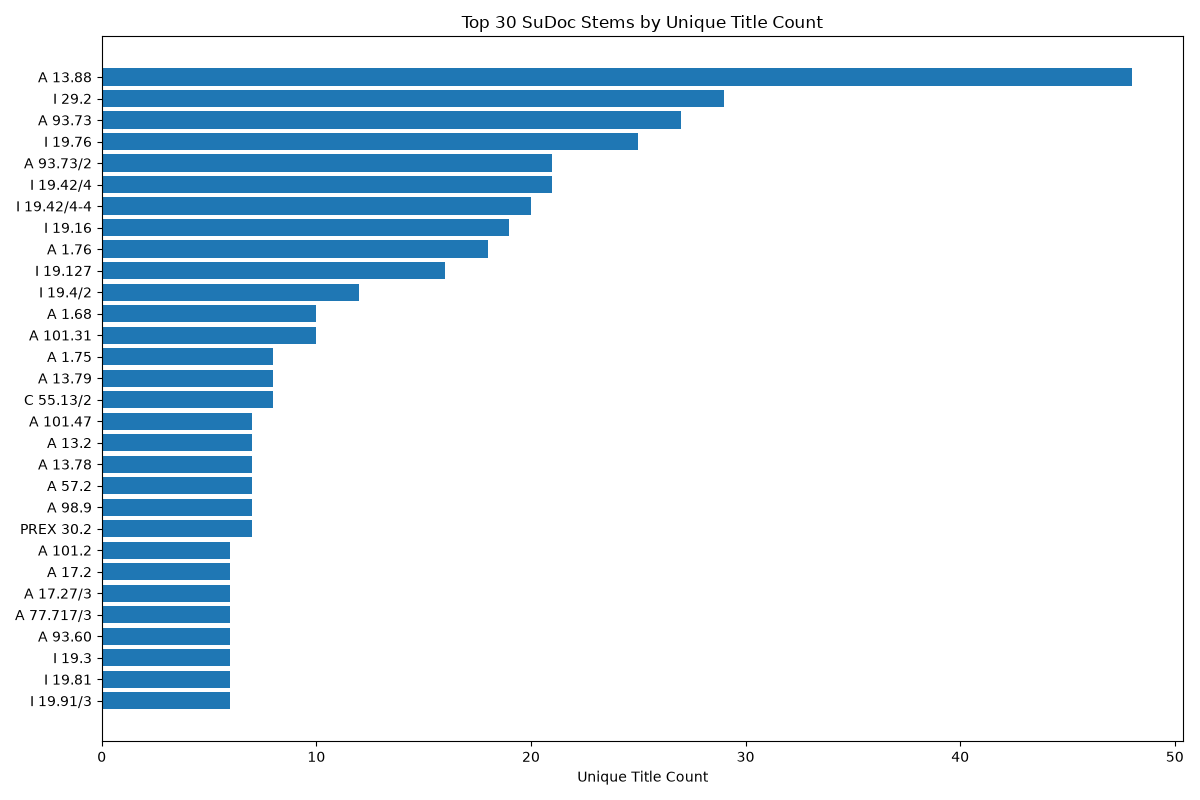 Top 30 SuDoc Stems by Unique Title Count
A 13.88
I 29.2
A 93.73
I 19.76
A 93.73/2
I 19.42/4
I 19.42/4-4
I 19.16
A 1.76
I 19.127
I 19.4/2
A 1.68
A 101.31
A 1.75
A 13.79
C 55.13/2
A 101.47
A 13.2
A 13.78
A 57.2
A 98.9
PREX 30.2
A 101.2
A 17.2
A 17.27/3
A 77.717/3
A 93.60
I 19.3
I 19.81
I 19.91/3
0 10 20 30 40 50
Unique Title Count